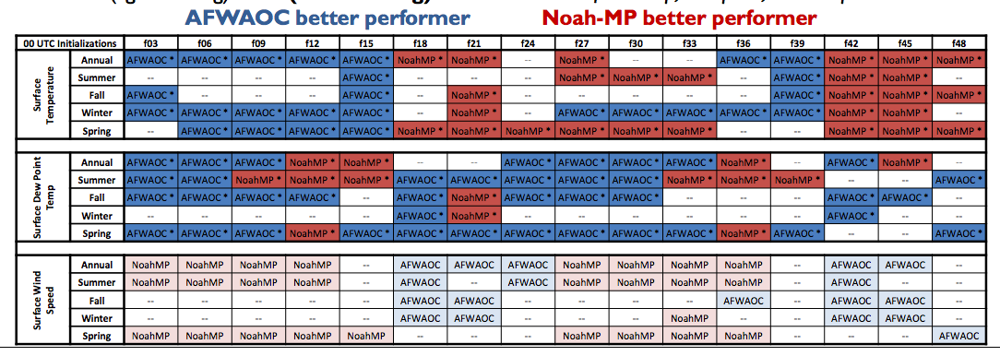 AFWAOC better performer Noah-MP better performer
00 UTC Initializations f03 f06 f09 f12 f15 f18 f21 f24 f27 f30 f33 f36 f39 f42 f45 f48
Surface Temperature
Annual AFWAOC * AFWAOC * AFWAOC * AFWAOC * AFWAOC * NoahMP * NoahMP * -- NoahMP * -- -- AFWAOC * AFWAOC * NoahMP * NoahMP * NoahMP *
Summer -- -- -- -- AFWAOC * -- -- -- NoahMP * NoahMP * NoahMP * -- AFWAOC * NoahMP * NoahMP * --
Fall AFWAOC * -- -- -- AFWAOC * -- NoahMP * -- -- -- -- -- AFWAOC * NoahMP * NoahMP * NoahMP *
Winter AFWAOC * AFWAOC * AFWAOC * AFWAOC * AFWAOC * -- NoahMP * -- AFWAOC * AFWAOC * AFWAOC * AFWAOC * AFWAOC * NoahMP * NoahMP * --
Spring -- AFWAOC * AFWAOC * AFWAOC * AFWAOC * NoahMP * NoahMP * NoahMP * NoahMP * NoahMP * NoahMP * -- -- NoahMP * NoahMP * NoahMP *
Surface Dew Point Temp
Annual AFWAOC * AFWAOC * AFWAOC * NoahMP * NoahMP * -- -- AFWAOC * AFWAOC * AFWAOC * AFWAOC * NoahMP * -- AFWAOC * NoahMP * --
Summer AFWAOC * AFWAOC * NoahMP * NoahMP * NoahMP * AFWAOC * AFWAOC * AFWAOC * AFWAOC * AFWAOC * NoahMP * NoahMP * NoahMP * -- -- AFWAOC *
Fall AFWAOC * AFWAOC * AFWAOC * AFWAOC * -- AFWAOC * NoahMP * AFWAOC * AFWAOC * AFWAOC * -- -- -- AFWAOC * AFWAOC * --
Winter -- -- -- -- -- AFWAOC * NoahMP * -- -- -- -- -- -- AFWAOC * -- --
Spring AFWAOC * AFWAOC * AFWAOC * NoahMP * AFWAOC * AFWAOC * AFWAOC * AFWAOC * AFWAOC * AFWAOC * AFWAOC * NoahMP * AFWAOC * -- -- AFWAOC *
Surface Wind Speed
Annual NoahMP NoahMP NoahMP NoahMP -- AFWAOC AFWAOC AFWAOC NoahMP NoahMP NoahMP NoahMP -- AFWAOC AFWAOC --
Summer NoahMP NoahMP NoahMP NoahMP -- AFWAOC -- AFWAOC NoahMP NoahMP NoahMP NoahMP -- AFWAOC -- --
Fall -- -- -- -- -- AFWAOC AFWAOC -- -- -- -- AFWAOC -- AFWAOC AFWAOC --
Winter -- -- -- -- -- AFWAOC AFWAOC -- -- -- NoahMP -- -- AFWAOC AFWAOC --
Spring NoahMP NoahMP NoahMP NoahMP NoahMP -- -- -- NoahMP NoahMP NoahMP NoahMP -- -- -- AFWAOC